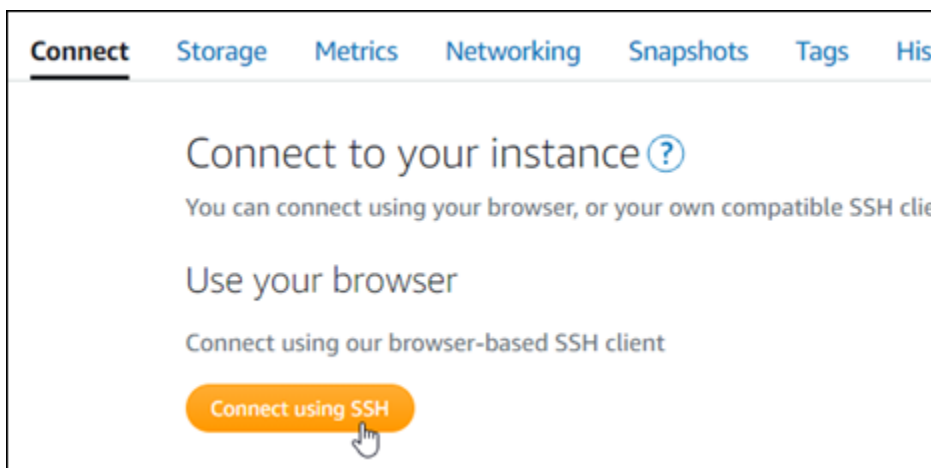 Connect Storage Metrics Networking Snapshots Tags
Connect to your instance ?
You can connect using your browser, or your own compatible SSH
Use your browser
Connect using our browser-based SSH client
Connect using SSH